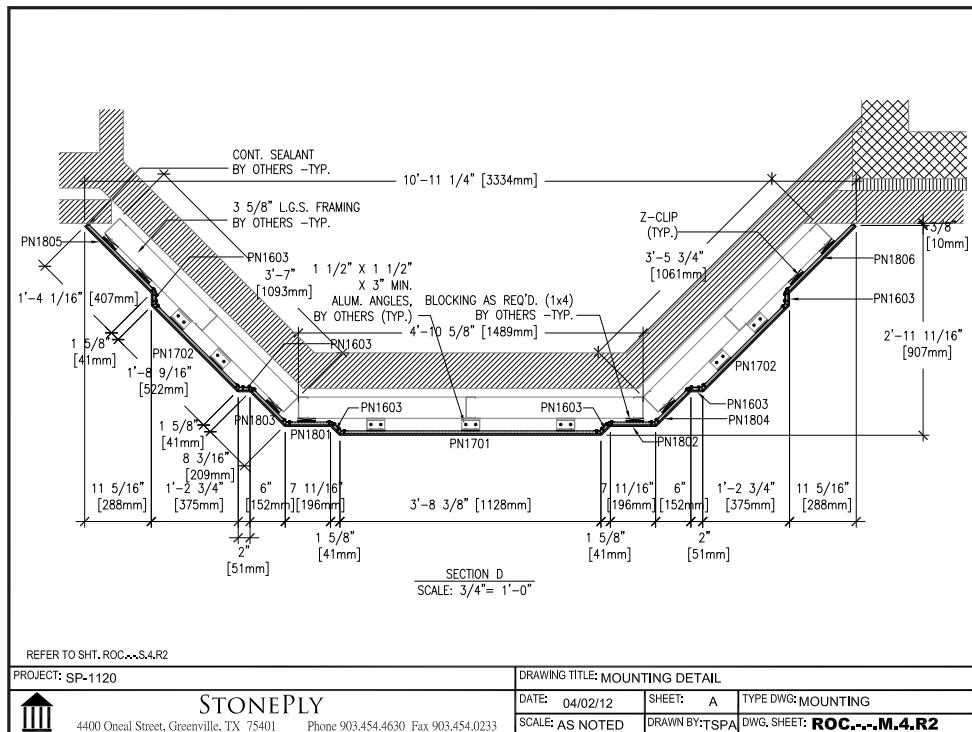 CONT. SEALANT
BY OTHERS -TYP.
10'-11 1/4" [3334mm]
3 5/8" L.G.S. FRAMING
BY OTHERS -TYP.
Z-CLIP
(TYP.)
3/8"
[10mm]
PN1805
PN1603
3'-7"
[1093mm]
1 1/2" X 1 1/2"
X 3" MIN.
ALUM. ANGLES,
BY OTHERS (TYP.)
BLOCKING AS REQ'D. (1x4)
BY OTHERS -TYP.
3'-5 3/4"
[1061mm]
PN1806
1'-4 1/16"
[407mm]
PN1603
4'-10 5/8" [1489mm]
2'-11 11/16"
[907mm]
1 5/8"
[41mm]
PN1702
PN1603
PN1702
1'-8 9/16"
[522mm]
PN1603
PN1803
PN1603
PN1603
PN1804
1 5/8"
[41mm]
PN1801
PN1701
PN1802
8 3/16"
[209mm]
11 5/16"
[288mm]
1'-2 3/4"
[375mm]
6"
[152mm]
7 11/16"
[196mm]
3'-8 3/8" [1128mm]
7 11/16"
[196mm]
6"
[152mm]
1'-2 3/4"
[375mm]
11 5/16"
[288mm]
2"
[51mm]
1 5/8"
[41mm]
1 5/8"
[41mm]
2"
[51mm]
SECTION D
SCALE: 3/4"= 1'-0"
REFER TO SHT. ROC.-.-.S.4.R2
PROJECT: SP-1120
DRAWING TITLE: MOUNTING DETAIL
STONEPLY
4400 Oneal Street, Greenville, TX 75401 Phone 903.454.4630 Fax 903.454.0233
DATE: 04/02/12 SHEET: A TYPE DWG: MOUNTING
SCALE: AS NOTED DRAWN BY: TSPA DWG. SHEET: ROC.-.-.M.4.R2